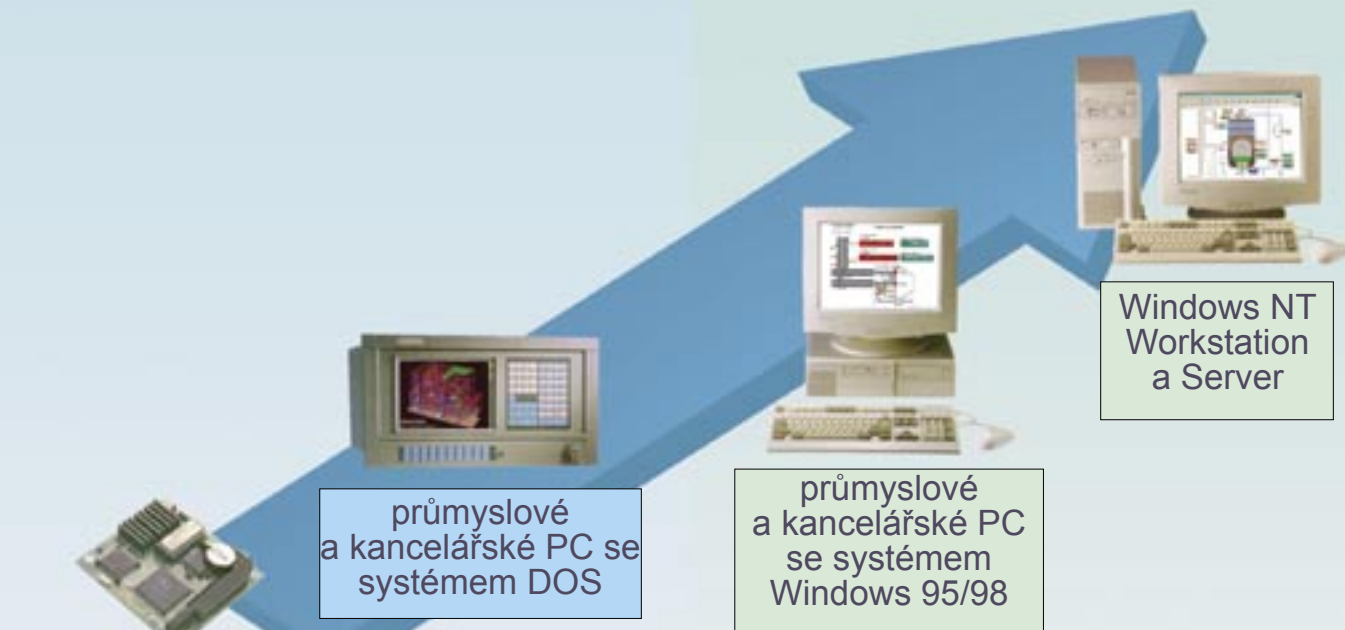 Windows NT
Workstation
a Server
průmyslové
a kancelářské PC se
systémem DOS
průmyslové
a kancelářské PC
se systémem
Windows 95/98